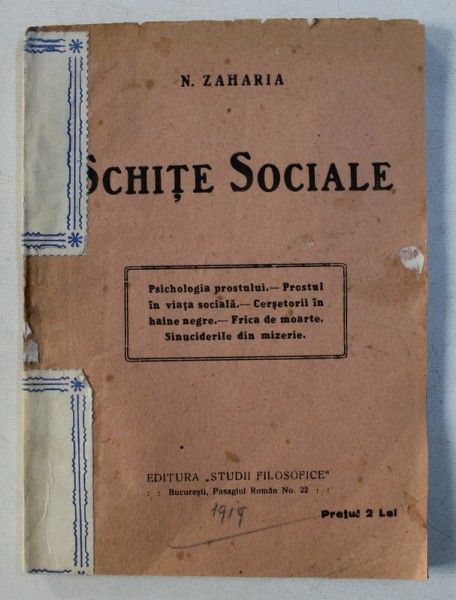 N. ZAHARIA
SCHIȚE SOCIALE
Psichologia prostului.— Prostul
în viața socială.— Cerșetorii în
haine negre.— Frica de moarte.
Sinuciderile din mizerie.
EDITURA „STUDII FILOSOFICE"
: : București, Pasagiul Român No. 22 : :
1919
Prețul 2 Lei